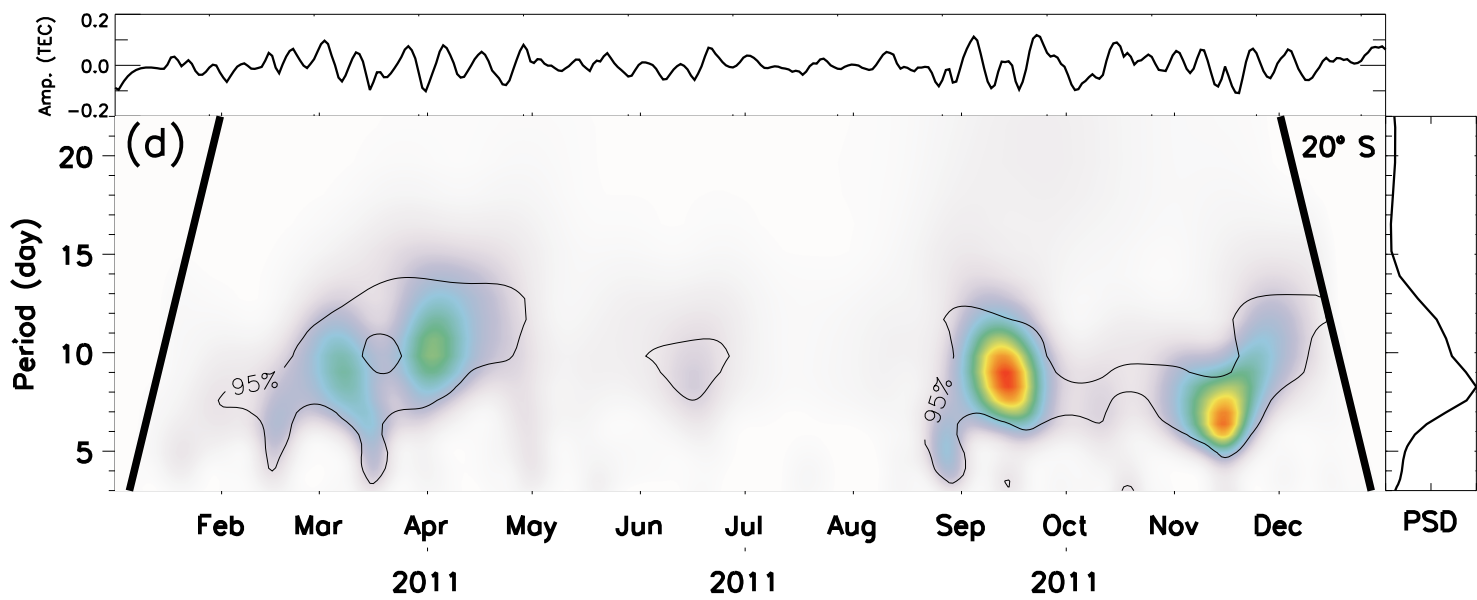 Amp. (TEC)
0.2
0.0
−0.2
(d)
20° S
Period (day)
20
15
10
5
95%
95%
Feb Mar Apr May Jun Jul Aug Sep Oct Nov Dec
PSD
2011 2011 2011